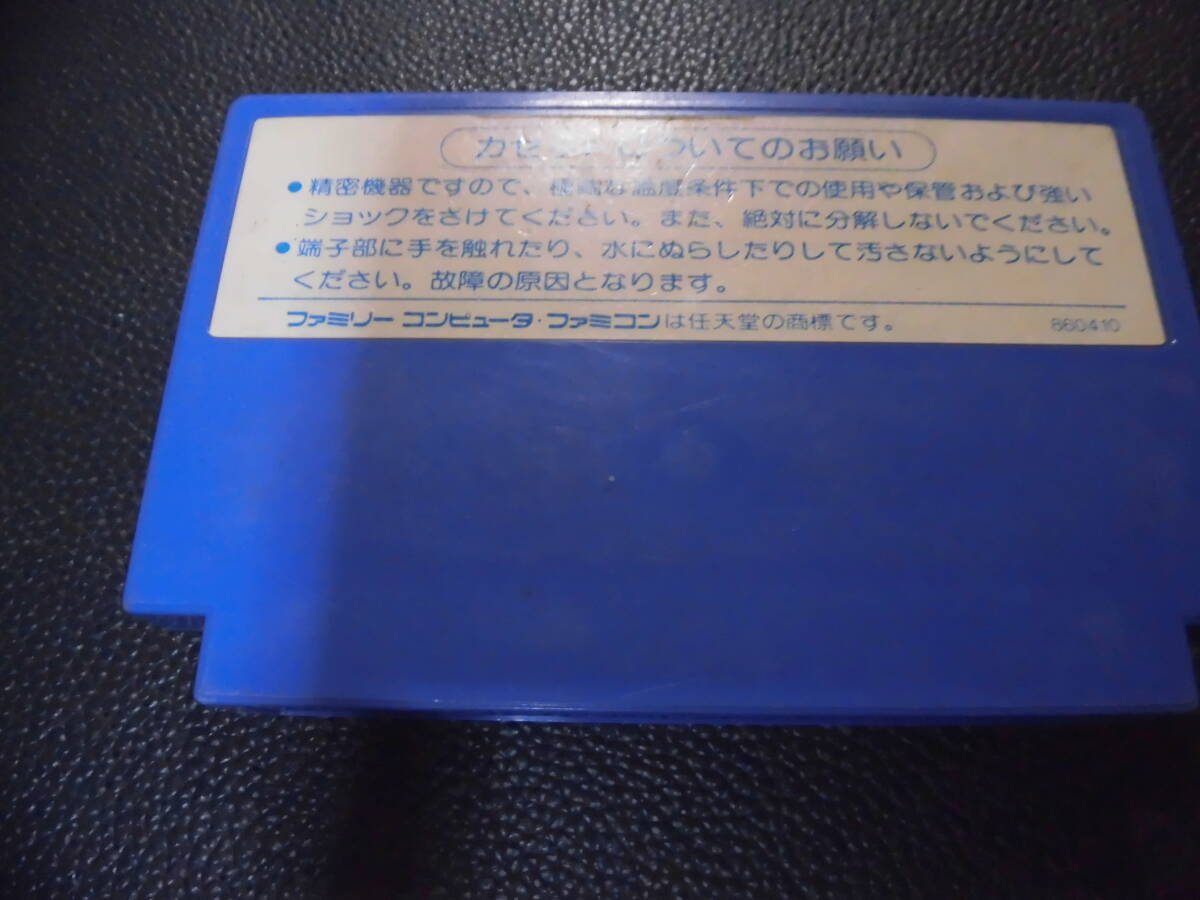 カセットについてのお願い
●精密機器ですので、極端な温度条件下での使用や保管および強い
ショックをさけてください。また、絶対に分解しないでください。
●端子部に手を触れたり、水にぬらしたりして汚さないようにして
ください。故障の原因となります。
ファミリー コンピュータ・ファミコンは任天堂の商標です。
860410